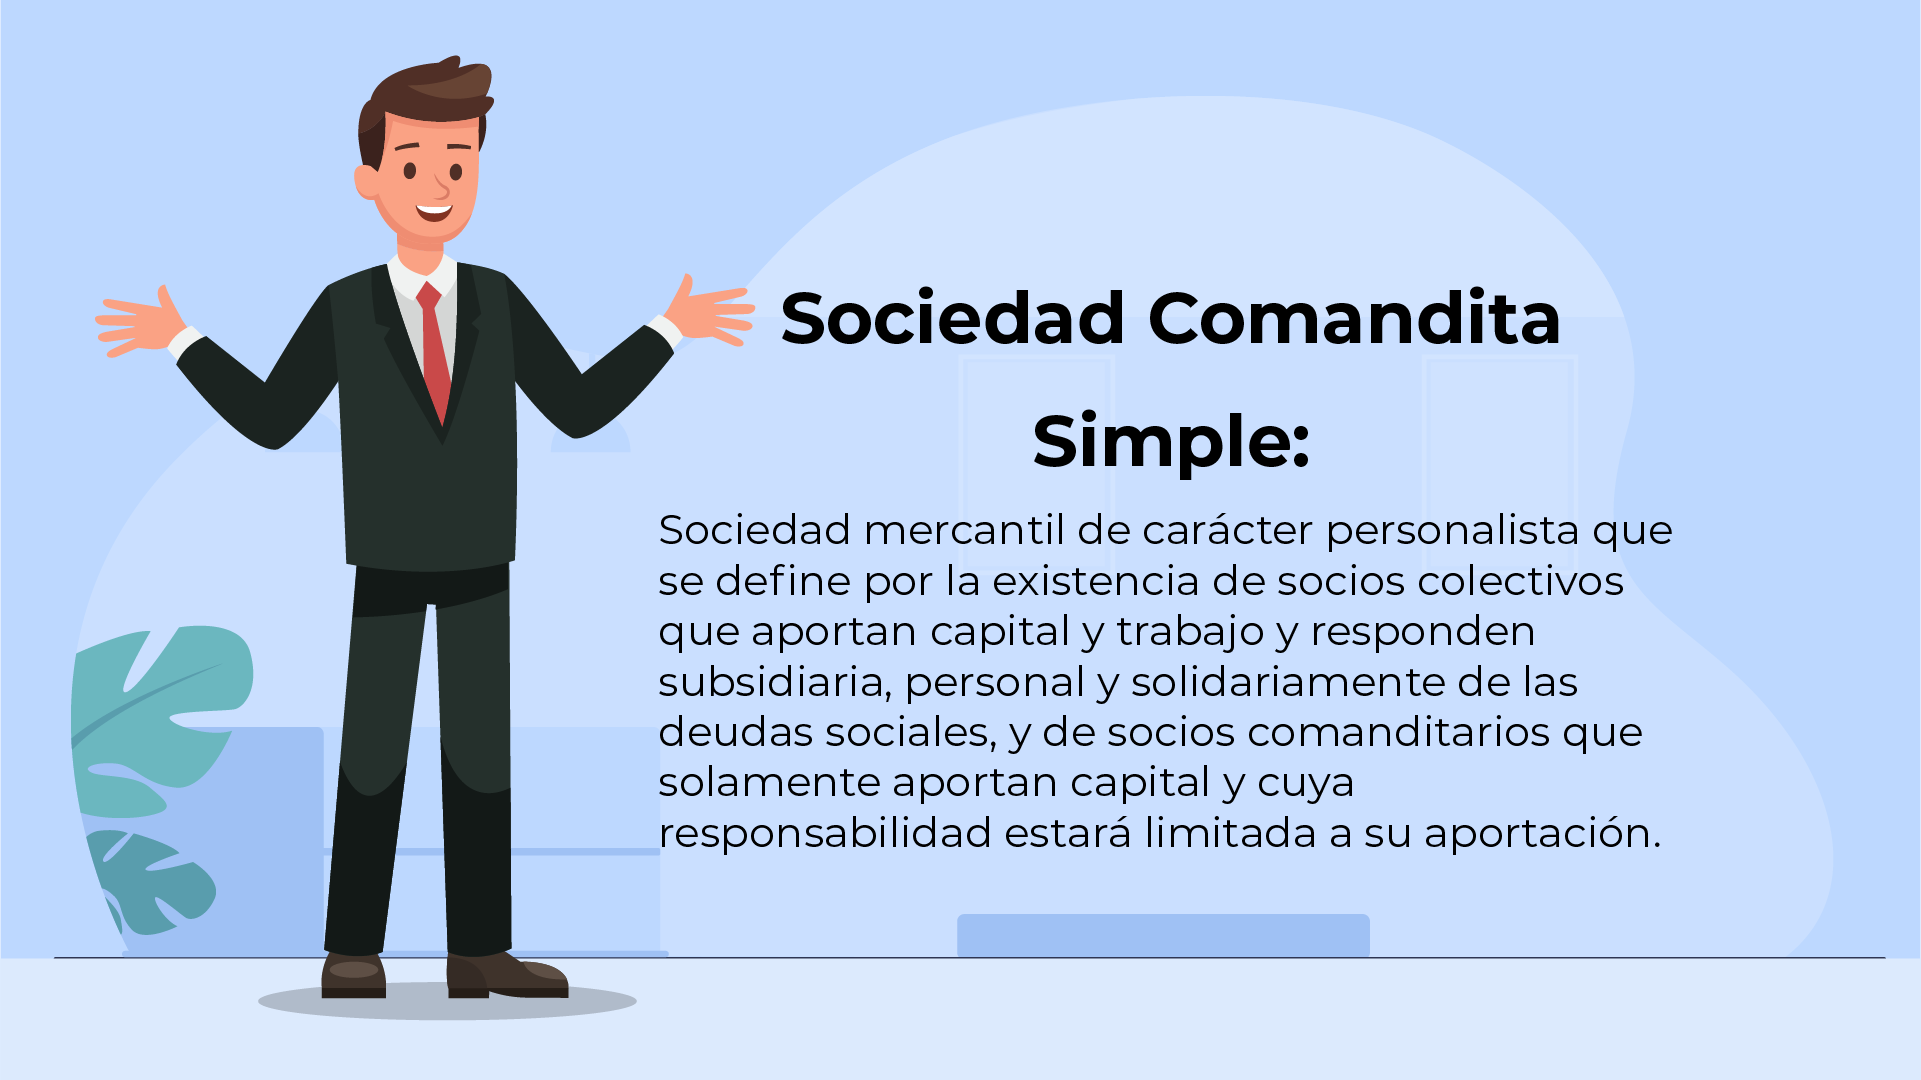 Sociedad Comandita
Simple:
Sociedad mercantil de carácter personalista que
se define por la existencia de socios colectivos
que aportan capital y trabajo y responden
subsidiaria, personal y solidariamente de las
deudas sociales, y de socios comanditarios que
solamente aportan capital y cuya
responsabilidad estará limitada a su aportación.